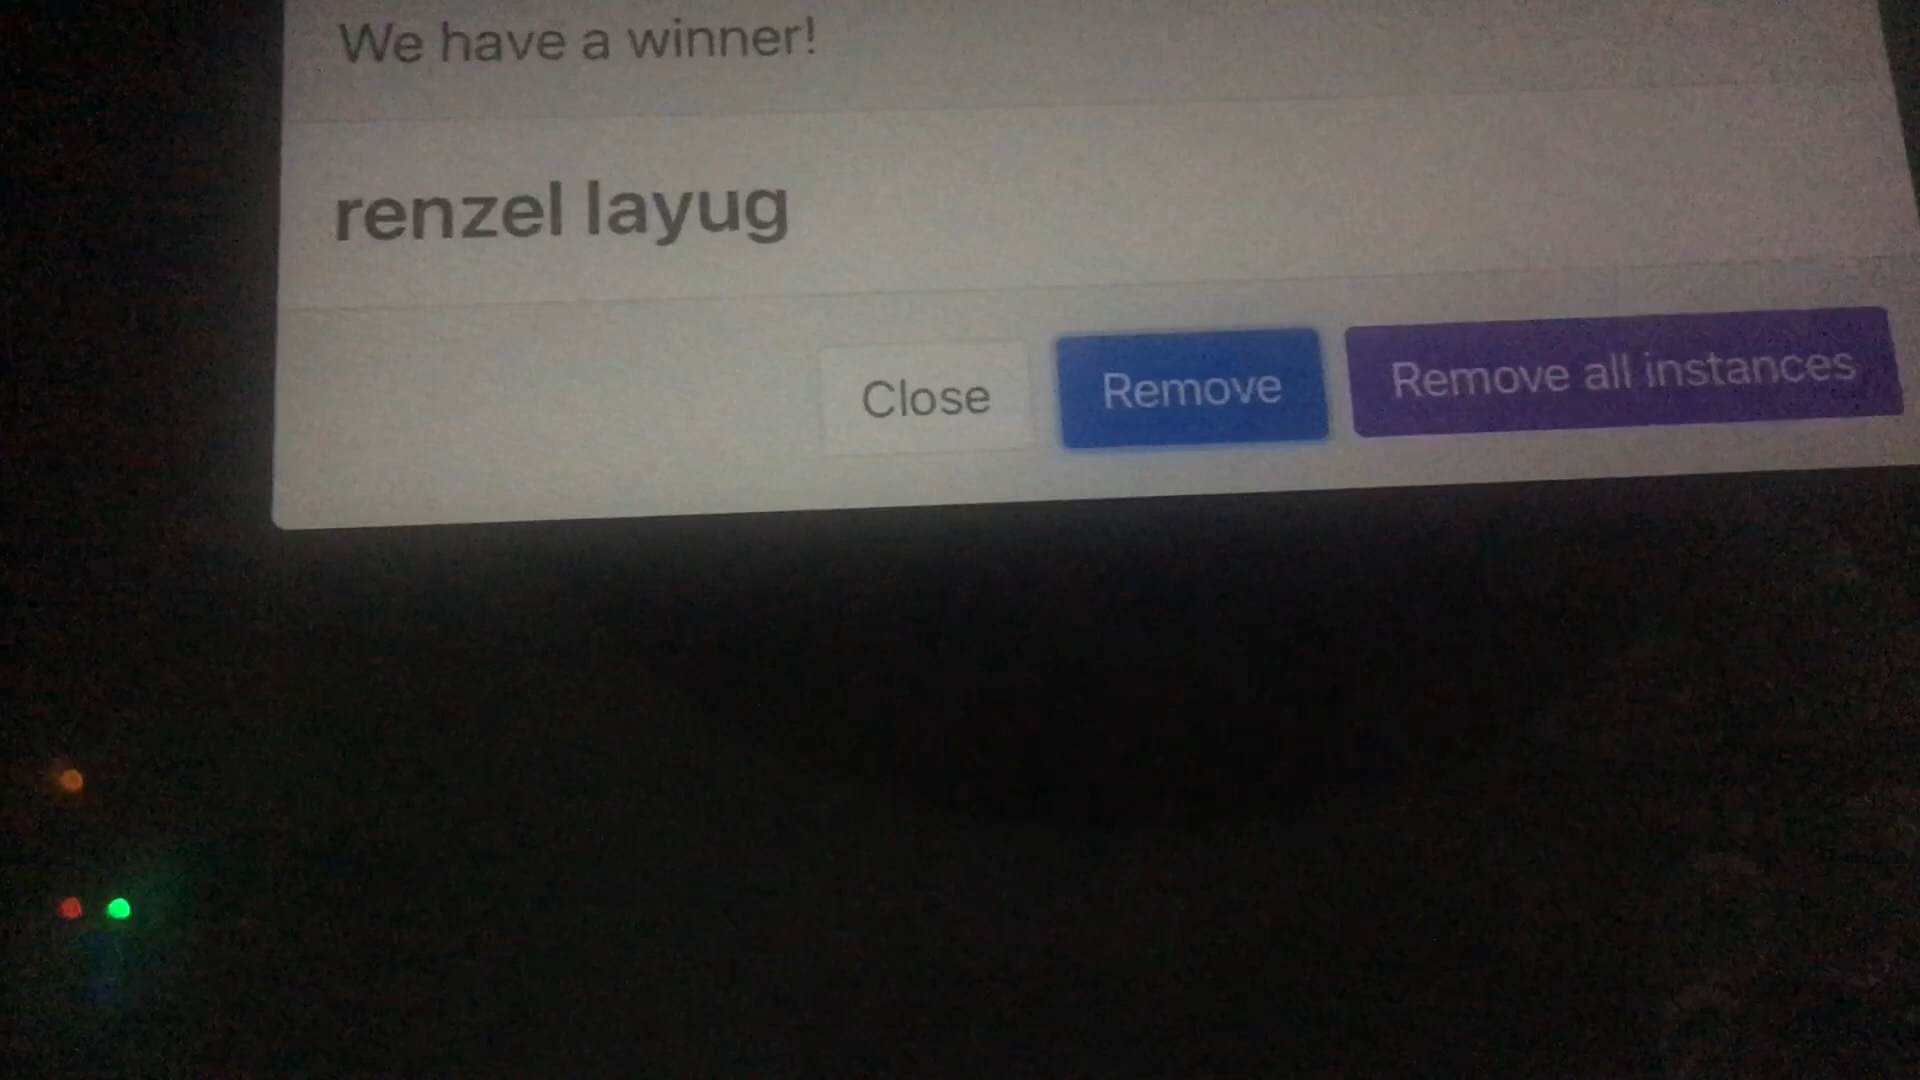 We have a winner!
renzel layug
Close
Remove
Remove all instances